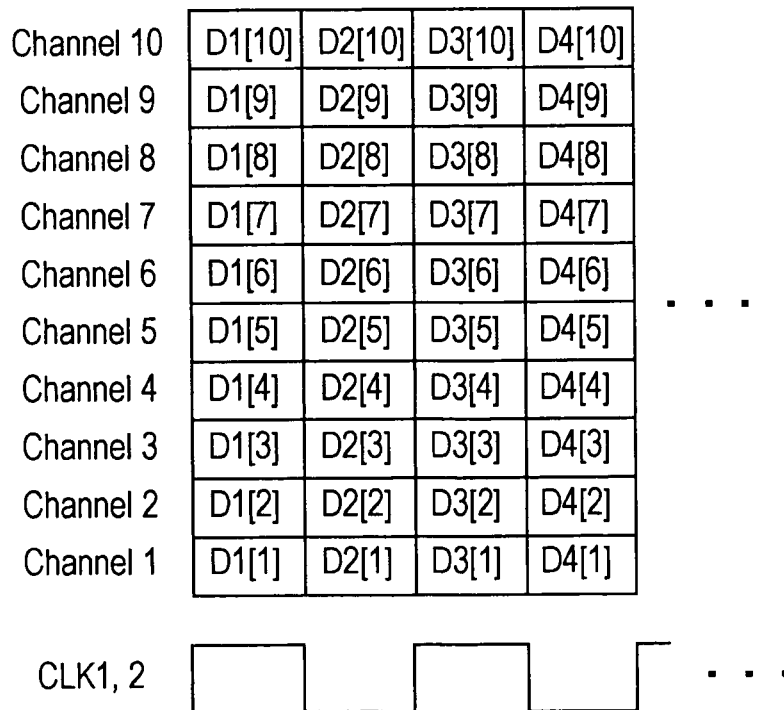 Channel 10 D1[10] D2[10] D3[10] D4[10]
Channel 9 D1[9] D2[9] D3[9] D4[9]
Channel 8 D1[8] D2[8] D3[8] D4[8]
Channel 7 D1[7] D2[7] D3[7] D4[7]
Channel 6 D1[6] D2[6] D3[6] D4[6]
Channel 5 D1[5] D2[5] D3[5] D4[5]
Channel 4 D1[4] D2[4] D3[4] D4[4]
Channel 3 D1[3] D2[3] D3[3] D4[3]
Channel 2 D1[2] D2[2] D3[2] D4[2]
Channel 1 D1[1] D2[1] D3[1] D4[1]
. . .
CLK1, 2 . . .